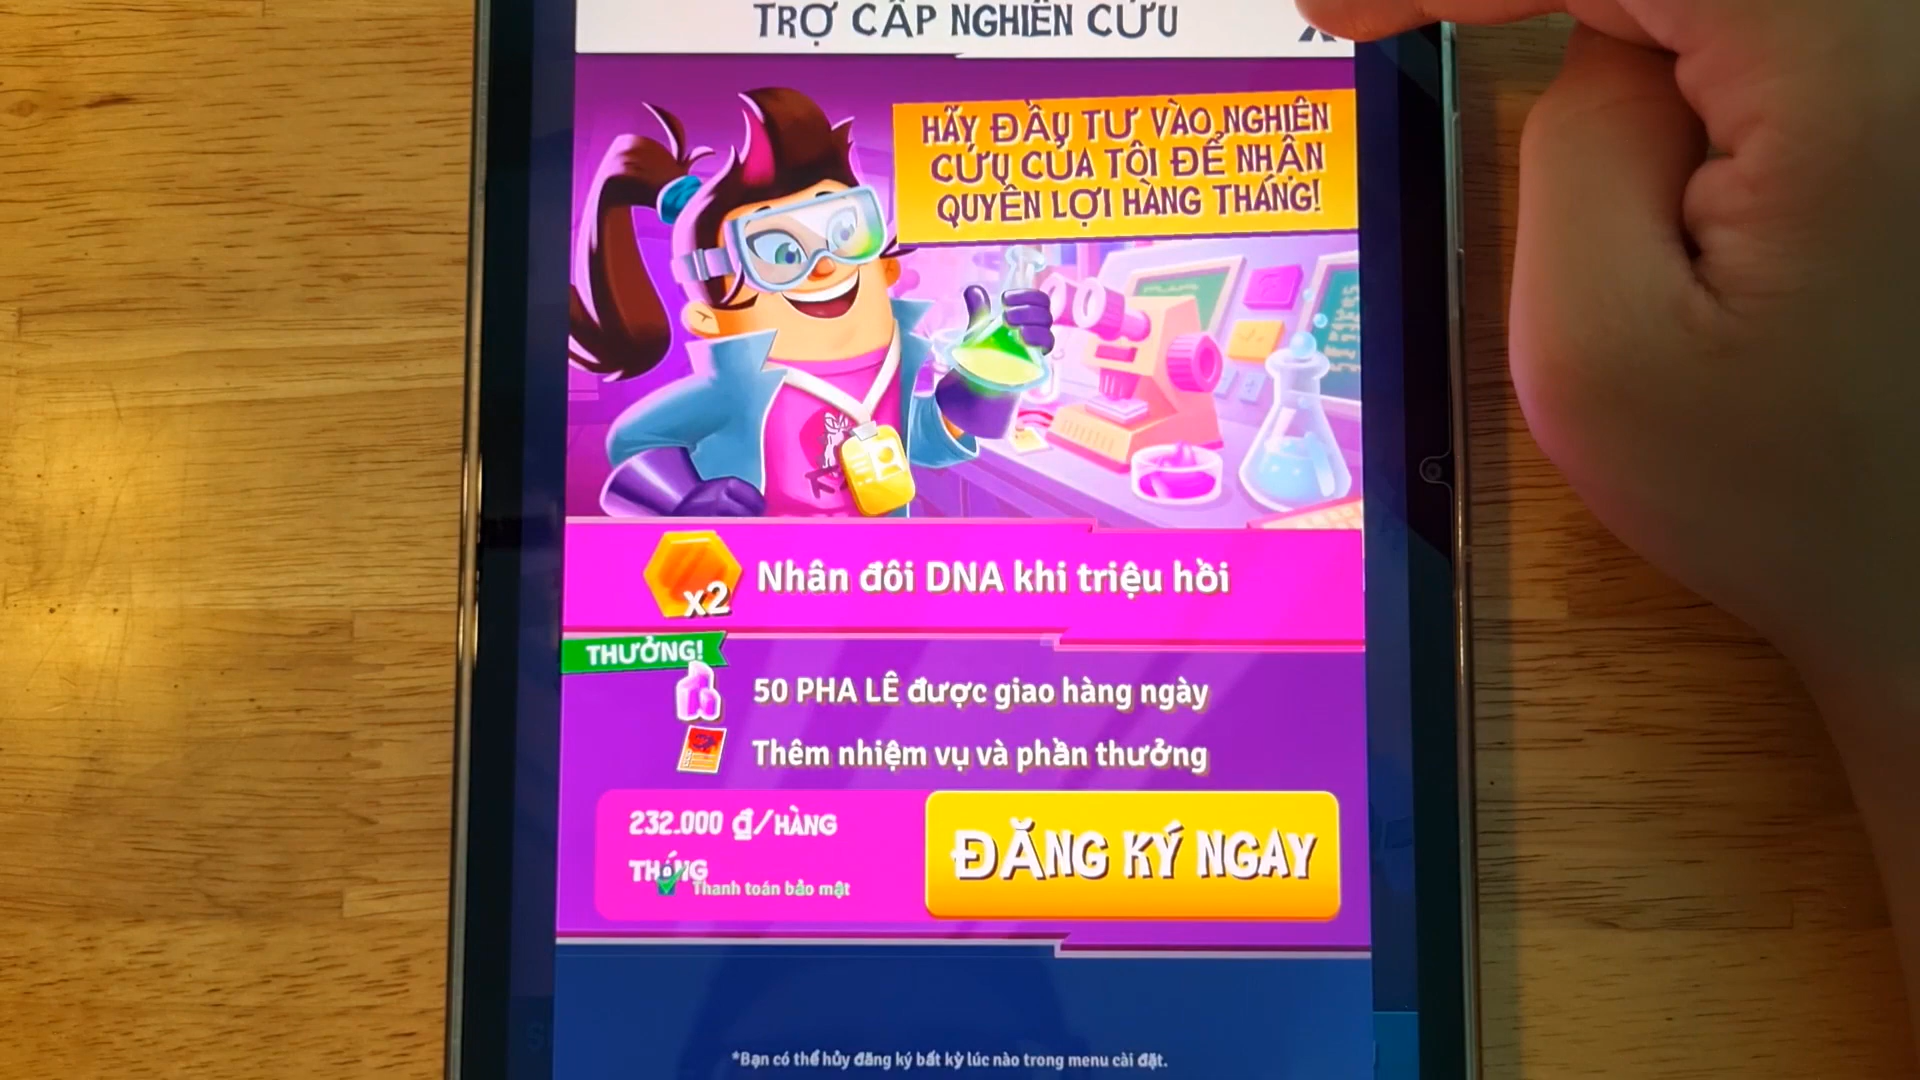 TRỢ CẤP NGHIÊN CỨU
X
HÃY ĐẦU TƯ VÀO NGHIÊN
CỨU CỦA TÔI ĐỂ NHẬN
QUYỀN LỢI HÀNG THÁNG!
x2
Nhân đôi DNA khi triệu hồi
THƯỞNG!
50 PHA LÊ được giao hàng ngày
Thêm nhiệm vụ và phần thưởng
232.000 ₫/HÀNG
THÁNG
Thanh toán bảo mật
ĐĂNG KÝ NGAY
*Bạn có thể hủy đăng ký bất kỳ lúc nào trong menu cài đặt.